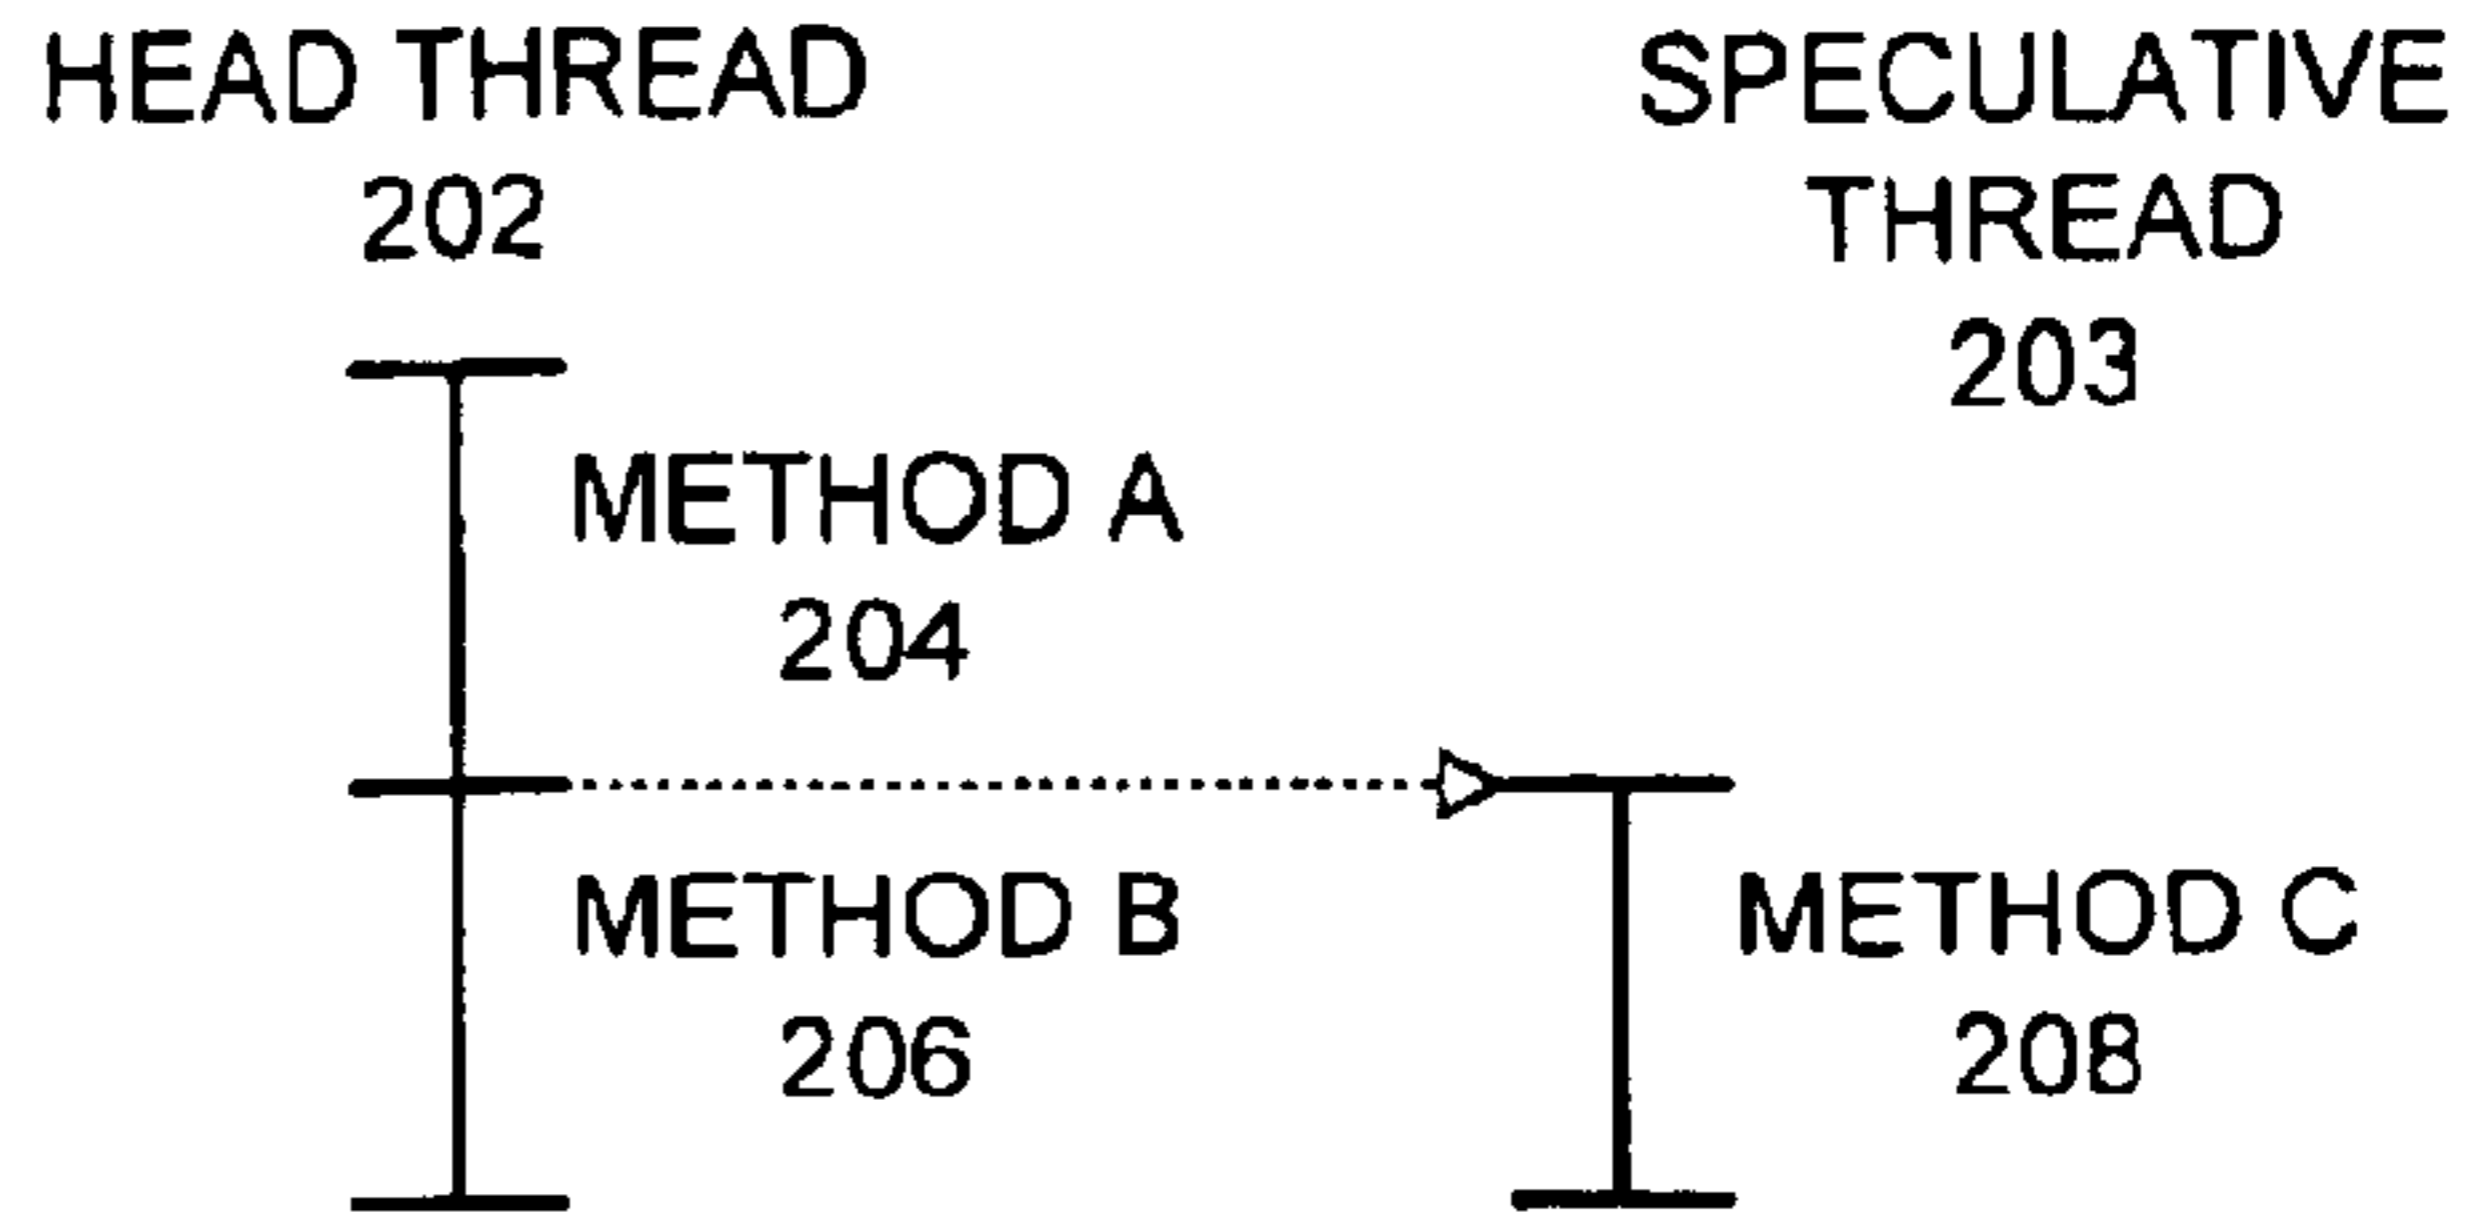 HEAD THREAD
202
SPECULATIVE
THREAD
203
METHOD A
204
METHOD B
206
METHOD C
208